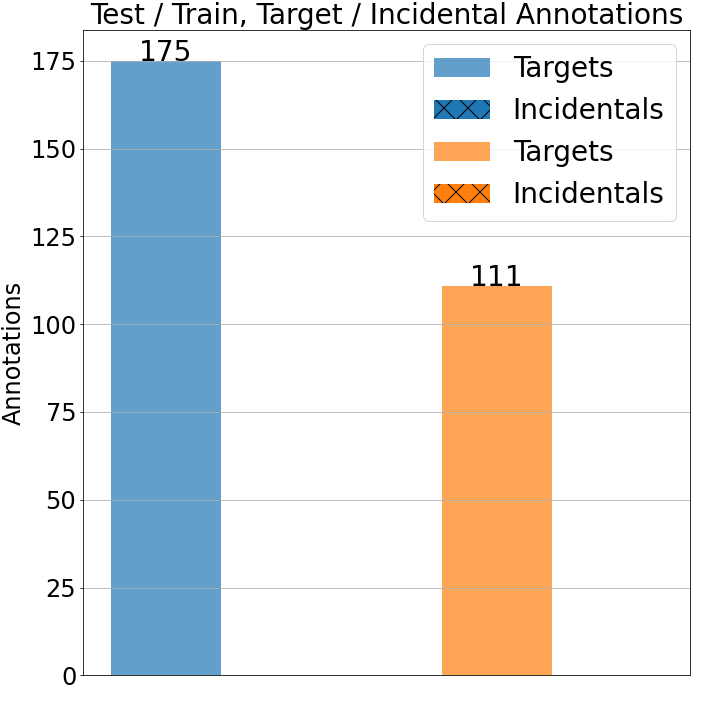 Test / Train, Target / Incidental Annotations
175
111
Targets
Incidentals
Targets
Incidentals
Annotations
175
150
125
100
75
50
25
0